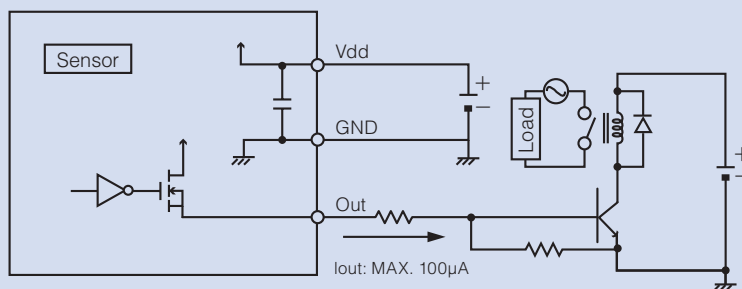 Sensor
Vdd
+
−
GND
Load
+
−
Out
Iout: MAX. 100µA